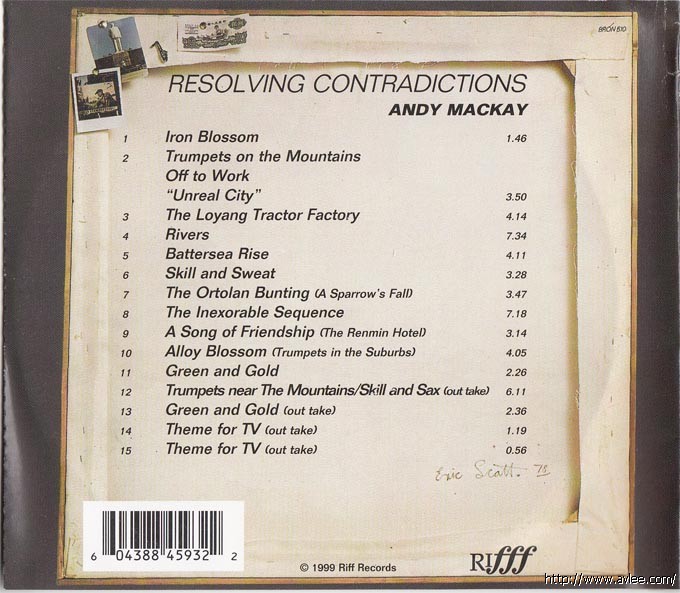 BRON 510
RESOLVING CONTRADICTIONS
ANDY MACKAY
1 Iron Blossom 1.46
2 Trumpets on the Mountains
Off to Work
“Unreal City” 3.50
3 The Loyang Tractor Factory 4.14
4 Rivers 7.34
5 Battersea Rise 4.11
6 Skill and Sweat 3.28
7 The Ortolan Bunting (A Sparrow's Fall) 3.47
8 The Inexorable Sequence 7.18
9 A Song of Friendship (The Renmin Hotel) 3.14
10 Alloy Blossom (Trumpets in the Suburbs) 4.05
11 Green and Gold 2.26
12 Trumpets near The Mountains/Skill and Sax (out take) 6.11
13 Green and Gold (out take) 2.36
14 Theme for TV (out take) 1.19
15 Theme for TV (out take) 0.56
Eric Scott. 78
6 04388 45932 2
© 1999 Riff Records
RIfff
http://www.avlee.com/